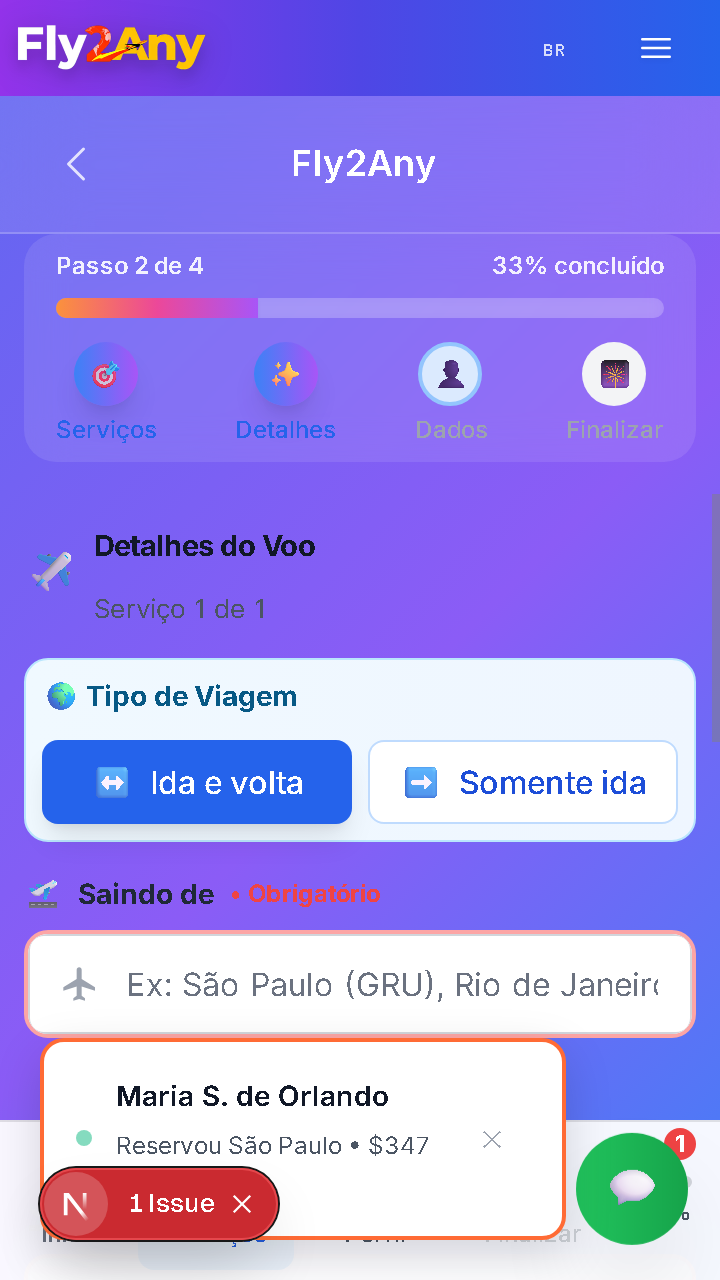 Fly2Any
BR
Fly2Any
Passo 2 de 4
33% concluído
Serviços
Detalhes
Dados
Finalizar
Detalhes do Voo
Serviço 1 de 1
Tipo de Viagem
Ida e volta
Somente ida
Saindo de • Obrigatório
Ex: São Paulo (GRU), Rio de Janeiro
Maria S. de Orlando
Reservou São Paulo • $347
1
N 1 Issue